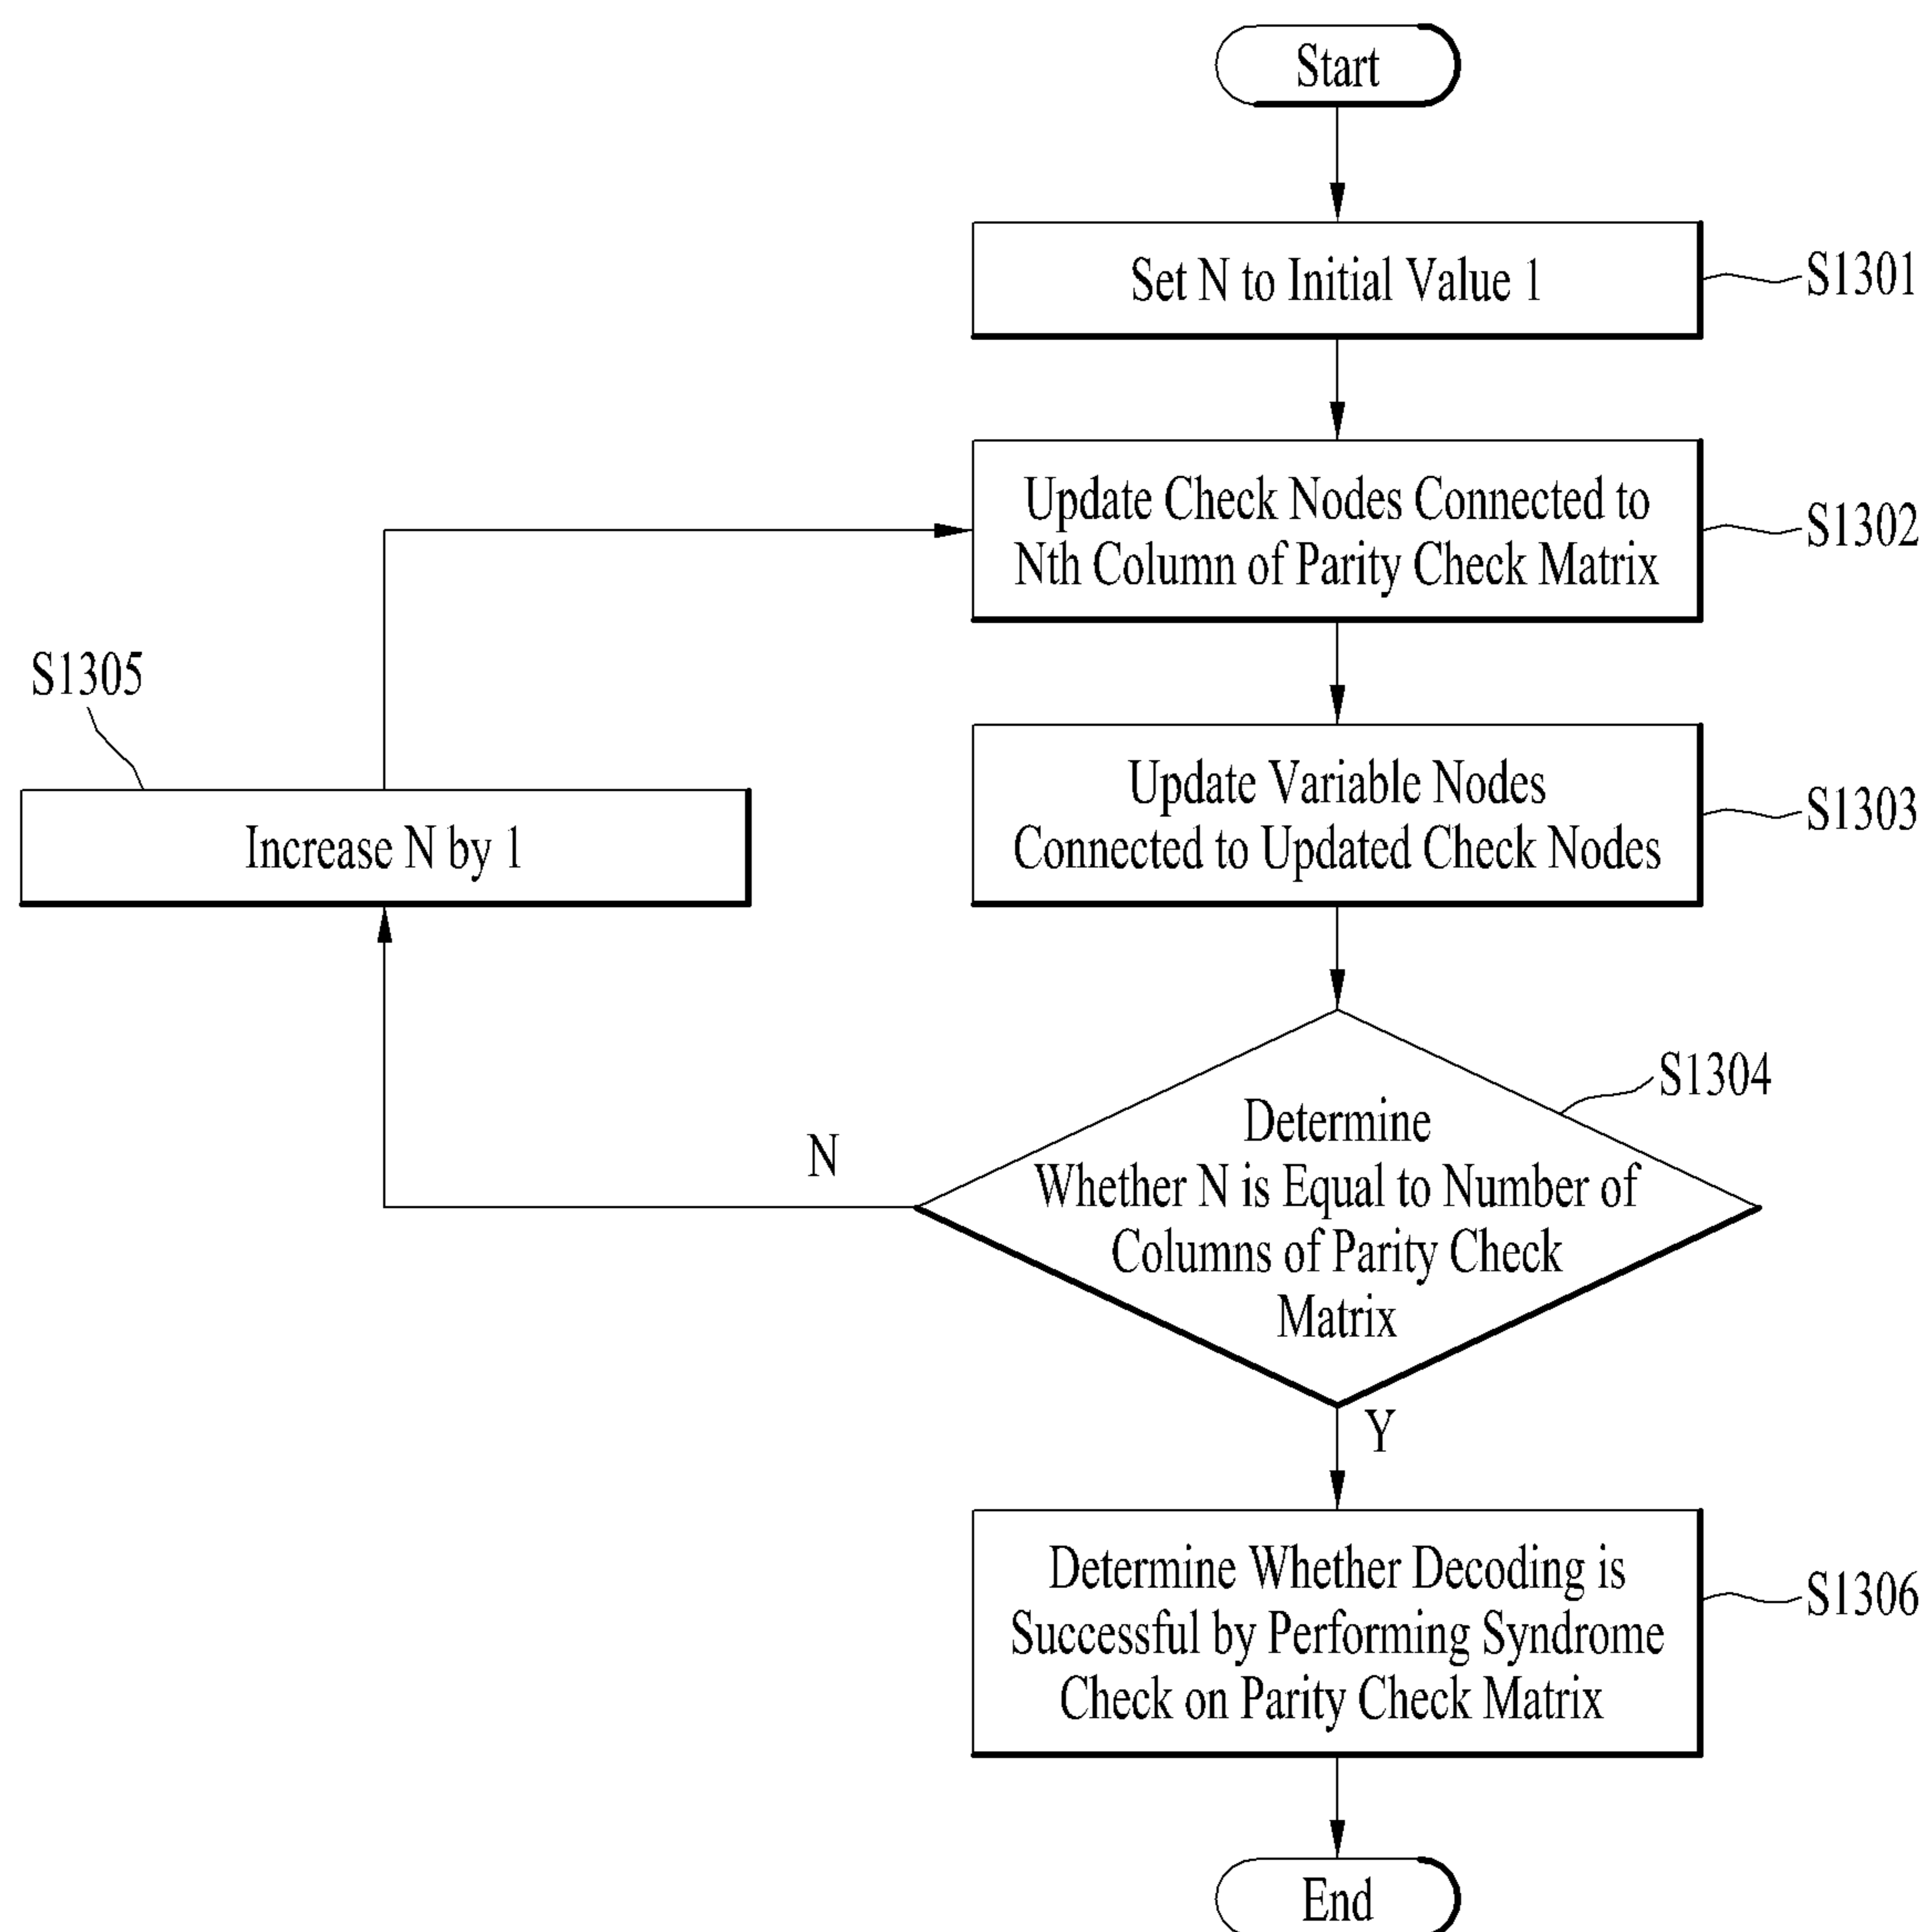 Start
Set N to Initial Value 1
S1301
Update Check Nodes Connected to
Nth Column of Parity Check Matrix
S1302
Update Variable Nodes
Connected to Updated Check Nodes
S1303
S1305
Increase N by 1
Determine
Whether N is Equal to Number of
Columns of Parity Check
Matrix
S1304
N
Y
Determine Whether Decoding is
Successful by Performing Syndrome
Check on Parity Check Matrix
S1306
End